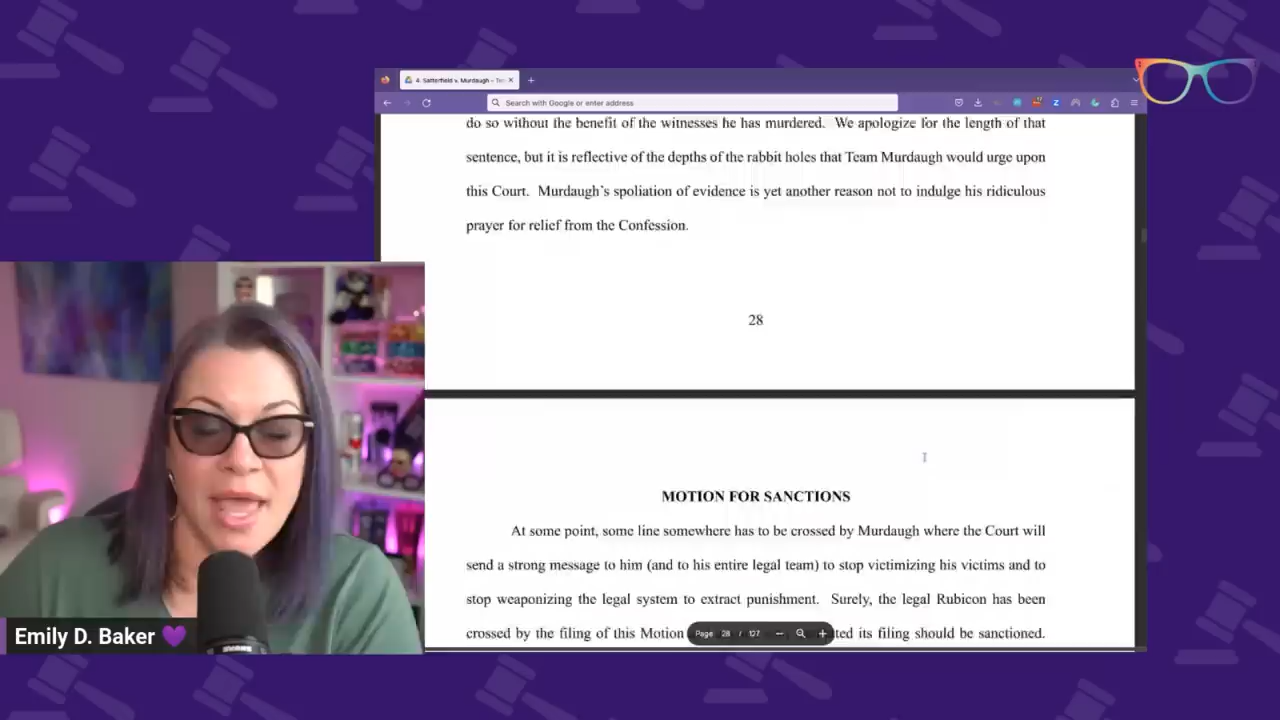 4. Satterfield v. Murdaugh - 
Search with Google or enter address
do so without the benefit of the witnesses he has murdered. We apologize for the length of that
sentence, but it is reflective of the depths of the rabbit holes that Team Murdaugh would urge upon
this Court. Murdaugh’s spoliation of evidence is yet another reason not to indulge his ridiculous
prayer for relief from the Confession.
28
MOTION FOR SANCTIONS
At some point, some line somewhere has to be crossed by Murdaugh where the Court will
send a strong message to him (and to his entire legal team) to stop victimizing his victims and to
stop weaponizing the legal system to extract punishment. Surely, the legal Rubicon has been
crossed by the filing of this Motion its filing should be sanctioned.
Page 28 / 127
Emily D. Baker